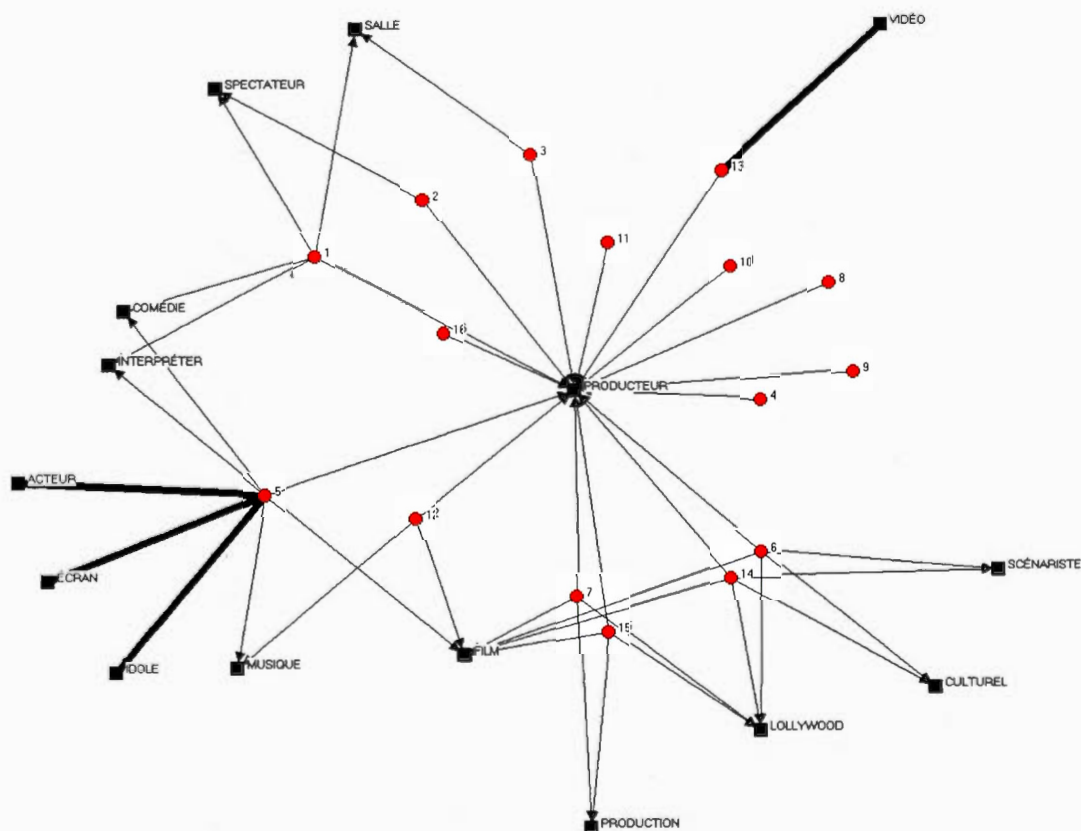 SALLE
VIDÉO
SPECTATEUR
3
13
2
11
1
10
8
COMÉDIE
16
INTERPRÉTER
9
PRODUCTEUR
4
ACTEUR
5
12
6
SCÉNARISTE
14
ÉCRAN
7
15
FILM
IDOLE
MUSIQUE
CULTUREL
LOLLYWOOD
PRODUCTION